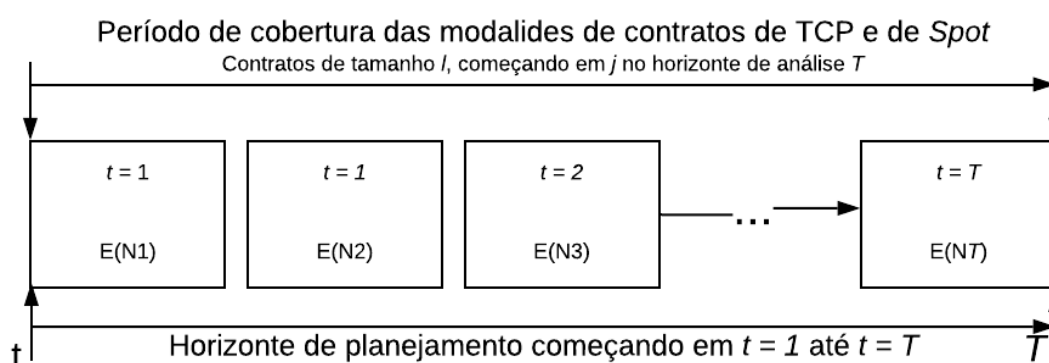 Período de cobertura das modalides de contratos de TCP e de Spot
Contratos de tamanho l, começando em j no horizonte de análise T
t = 1 t = 1 t = 2 t = T
... 
E(N1) E(N2) E(N3) E(NT)
t Horizonte de planejamento começando em t = 1 até t = T T